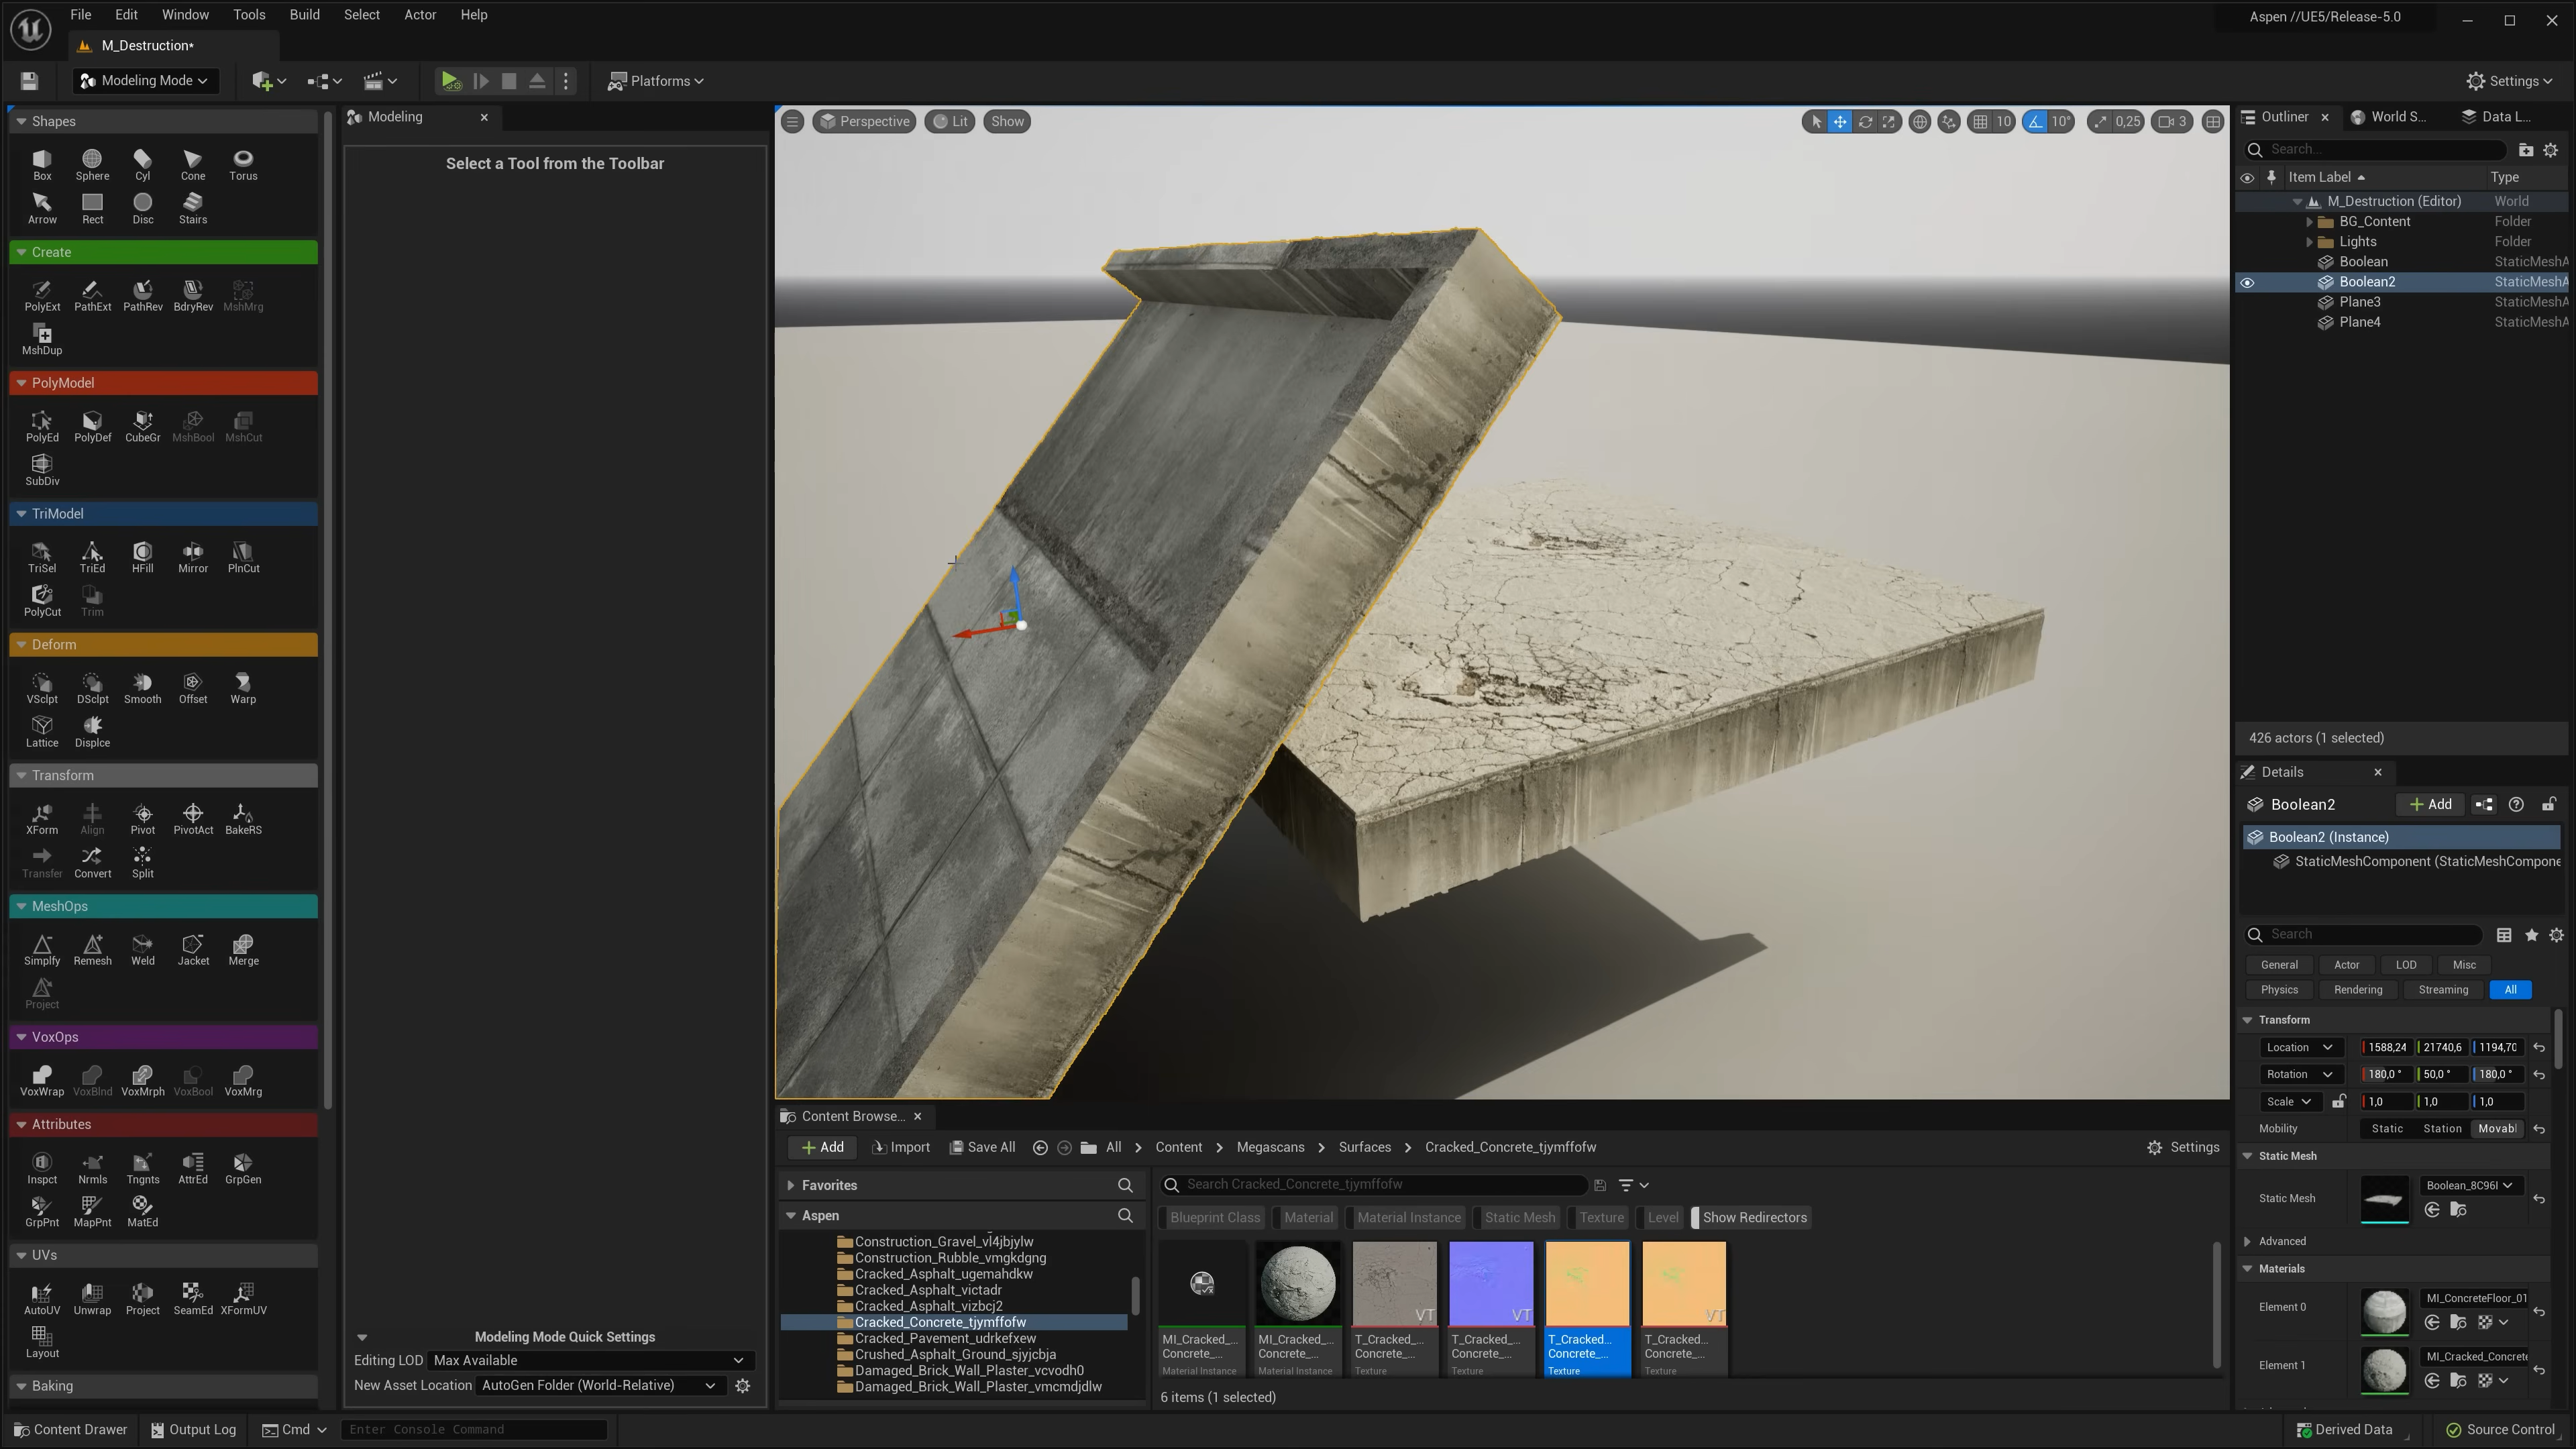 File Edit Window Tools Build Select Actor Help
Aspen //UE5/Release-5.0
M_Destruction*
Modeling Mode
Platforms
Settings
Shapes
Box Sphere Cyl Cone Torus
Arrow Rect Disc Stairs
Create
PolyExt PathExt PathRev BdryRev MshMrg
MshDup
PolyModel
PolyEd PolyDef CubeGr MshBool MshCut
SubDiv
TriModel
TriSel TriEd HFill Mirror PlnCut
PolyCut Trim
Deform
VSclpt DSclpt Smooth Offset Warp
Lattice Displce
Transform
XForm Align Pivot PivotAct BakeRS
Transfer Convert Split
MeshOps
Simplfy Remesh Weld Jacket Merge
Project
VoxOps
VoxWrap VoxBlnd VoxMrph VoxBool VoxMrg
Attributes
Inspct Nrmls Tngnts AttrEd GrpGen
GrpPnt MapPnt MatEd
UVs
AutoUV Unwrap Project SeamEd XFormUV
Layout
Baking
Modeling
Select a Tool from the Toolbar
Modeling Mode Quick Settings
Editing LOD Max Available
New Asset Location AutoGen Folder (World-Relative)
Perspective Lit Show
10 10° 0,25 3
Content Browse...
Add Import Save All All Content Megascans Surfaces Cracked_Concrete_tjymffofw
Settings
Favorites
Aspen
Construction_Gravel_vl4jbjylw
Construction_Rubble_vmgkdgng
Cracked_Asphalt_ugemahdkw
Cracked_Asphalt_victadr
Cracked_Asphalt_vizbcj2
Cracked_Concrete_tjymffofw
Cracked_Pavement_udrkefxew
Crushed_Asphalt_Ground_sjyjcbja
Damaged_Brick_Wall_Plaster_vcvodh0
Damaged_Brick_Wall_Plaster_vmcmdjdlw
Search Cracked_Concrete_tjymffofw
Blueprint Class Material Material Instance Static Mesh Texture Level Show Redirectors
VT VT VT
MI_Cracked_... MI_Cracked_... T_Cracked... T_Cracked... T_Cracked... T_Cracked...
Concrete_... Concrete_... Concrete_... Concrete_... Concrete_... Concrete_...
Material Instance Material Instance Texture Texture Texture Texture
6 items (1 selected)
Outliner World S... Data L...
Search...
Item Label Type
M_Destruction (Editor) World
BG_Content Folder
Lights Folder
Boolean StaticMeshA
Boolean2 StaticMeshA
Plane3 StaticMeshA
Plane4 StaticMeshA
426 actors (1 selected)
Details
Boolean2 Add
Boolean2 (Instance)
StaticMeshComponent (StaticMeshCompone
Search
General Actor LOD Misc
Physics Rendering Streaming All
Transform
Location 1588,24 21740,6 1194,70
Rotation 180,0 ° 50,0 ° 180,0 °
Scale 1,0 1,0 1,0
Mobility Static Station Movabl
Static Mesh
Static Mesh Boolean_8C96I
Advanced
Materials
Element 0 MI_ConcreteFloor_01
Element 1 MI_Cracked_Concrete
Content Drawer Output Log Cmd Enter Console Command
Derived Data Source Control